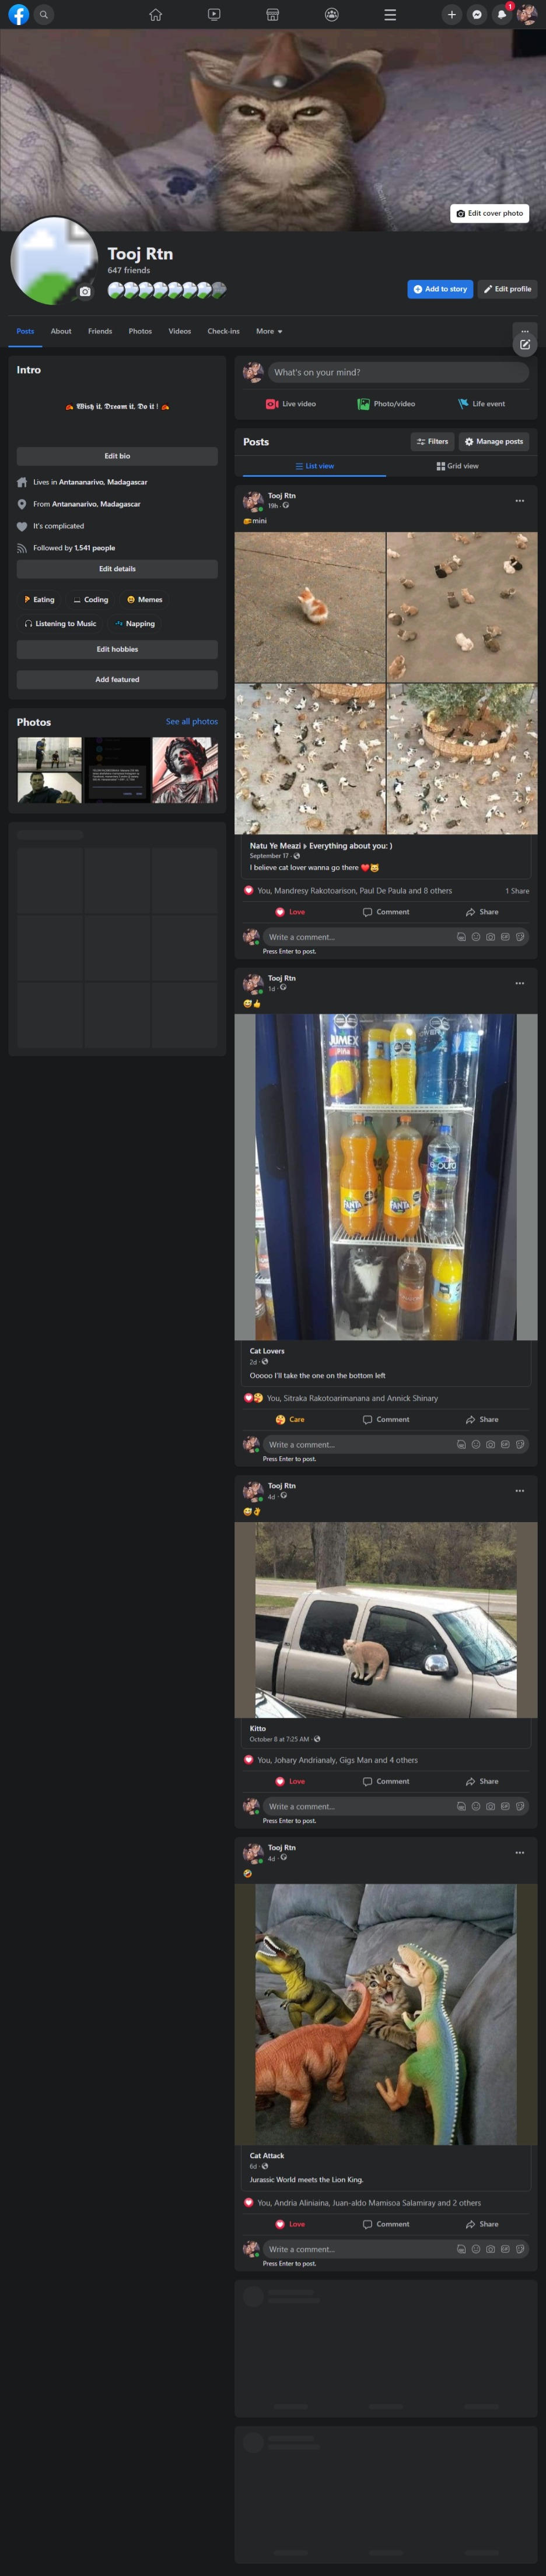 1
Edit cover photo
Tooj Rtn
647 friends
Add to story
Edit profile
Posts
About
Friends
Photos
Videos
Check-ins
More
Intro
🍂 𝕎𝕚𝕤𝕙 it. Dream it. Do it ! 🍂
Edit bio
Lives in Antananarivo, Madagascar
From Antananarivo, Madagascar
It's complicated
Followed by 1,541 people
Edit details
Eating
Coding
Memes
Listening to Music
Napping
Edit hobbies
Add featured
Photos
See all photos
What's on your mind?
Live video
Photo/video
Life event
Posts
Filters
Manage posts
List view
Grid view
Tooj Rtn
19h ·
mini
Natu Ye Meazi ▸ Everything about you: )
September 17 ·
I believe cat lover wanna go there ❤️😻
You, Mandresy Rakotoarison, Paul De Paula and 8 others
1 Share
Love
Comment
Share
Write a comment...
Press Enter to post.
Tooj Rtn
1d ·
😅👍
JUMEX
Piña
FANTA
FANTA
Cat Lovers
2d ·
Ooooo I'll take the one on the bottom left
You, Sitraka Rakotoarimanana and Annick Shinary
Care
Comment
Share
Write a comment...
Press Enter to post.
Tooj Rtn
4d ·
Kitto
October 8 at 7:25 AM ·
You, Johary Andrianaly, Gigs Man and 4 others
Love
Comment
Share
Write a comment...
Press Enter to post.
Tooj Rtn
4d ·
🤣
Cat Attack
6d ·
Jurassic World meets the Lion King.
You, Andria Aliniaina, Juan-aldo Mamisoa Salamiray and 2 others
Love
Comment
Share
Write a comment...
Press Enter to post.